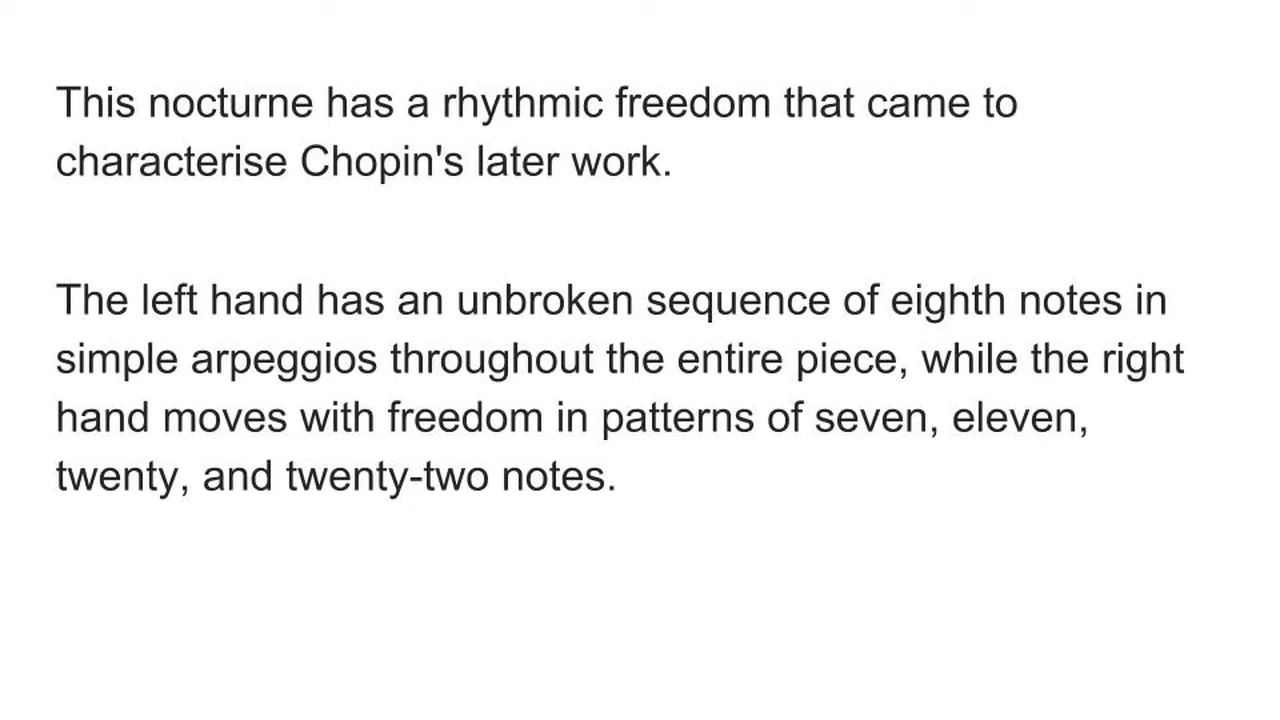 This nocturne has a rhythmic freedom that came to
characterise Chopin's later work.
The left hand has an unbroken sequence of eighth notes in
simple arpeggios throughout the entire piece, while the right
hand moves with freedom in patterns of seven, eleven,
twenty, and twenty-two notes.